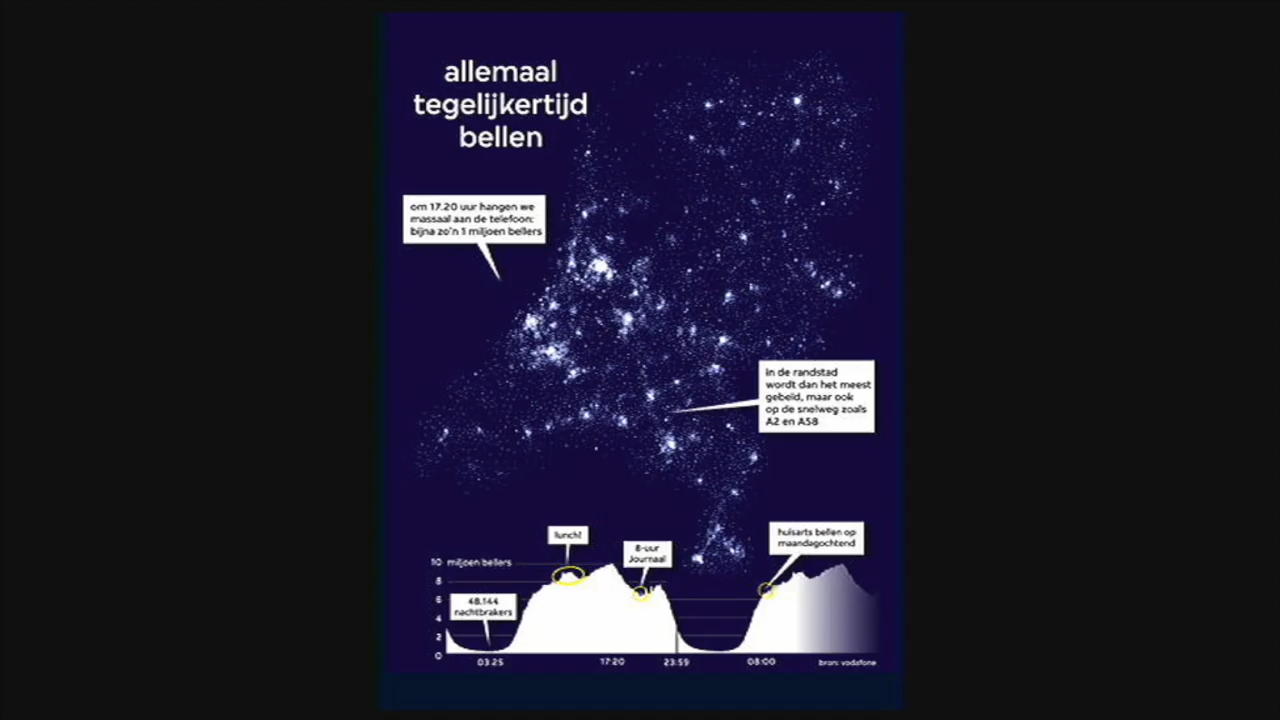 allemaal
tegelijkertijd
bellen
om 17.20 uur hangen we
massaal aan de telefoon:
bijna zo'n 1 miljoen bellers
in de randstad
wordt dan het meest
gebeld, maar ook
op de snelweg zoals
A2 en A58
lunch!
8-uur
Journaal
huisarts bellen op
maandagochtend
10 miljoen bellers
8
6
4
2
0
48.144
nachtbrakers
03.25
17:20
23:59
08:00
bron: vodafone